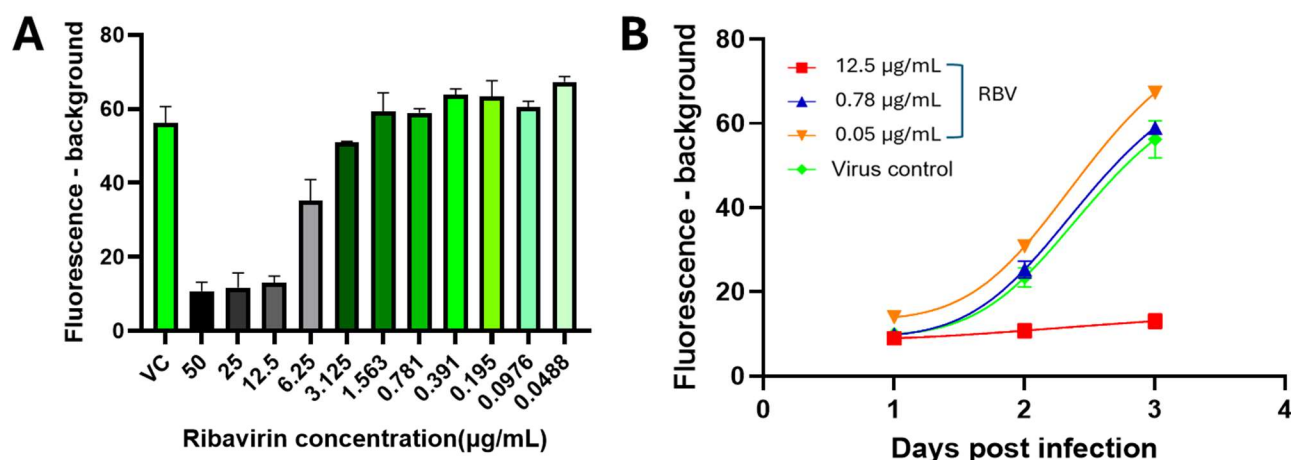 A
Fluorescence - background
80
60
40
20
0
VC
50
25
12.5
6.25
3.125
1.563
0.781
0.391
0.195
0.0976
0.0488
Ribavirin concentration(µg/mL)
B
Fluorescence - background
80
60
40
20
0
12.5 µg/mL
0.78 µg/mL
0.05 µg/mL
RBV
Virus control
0
1
2
3
4
Days post infection